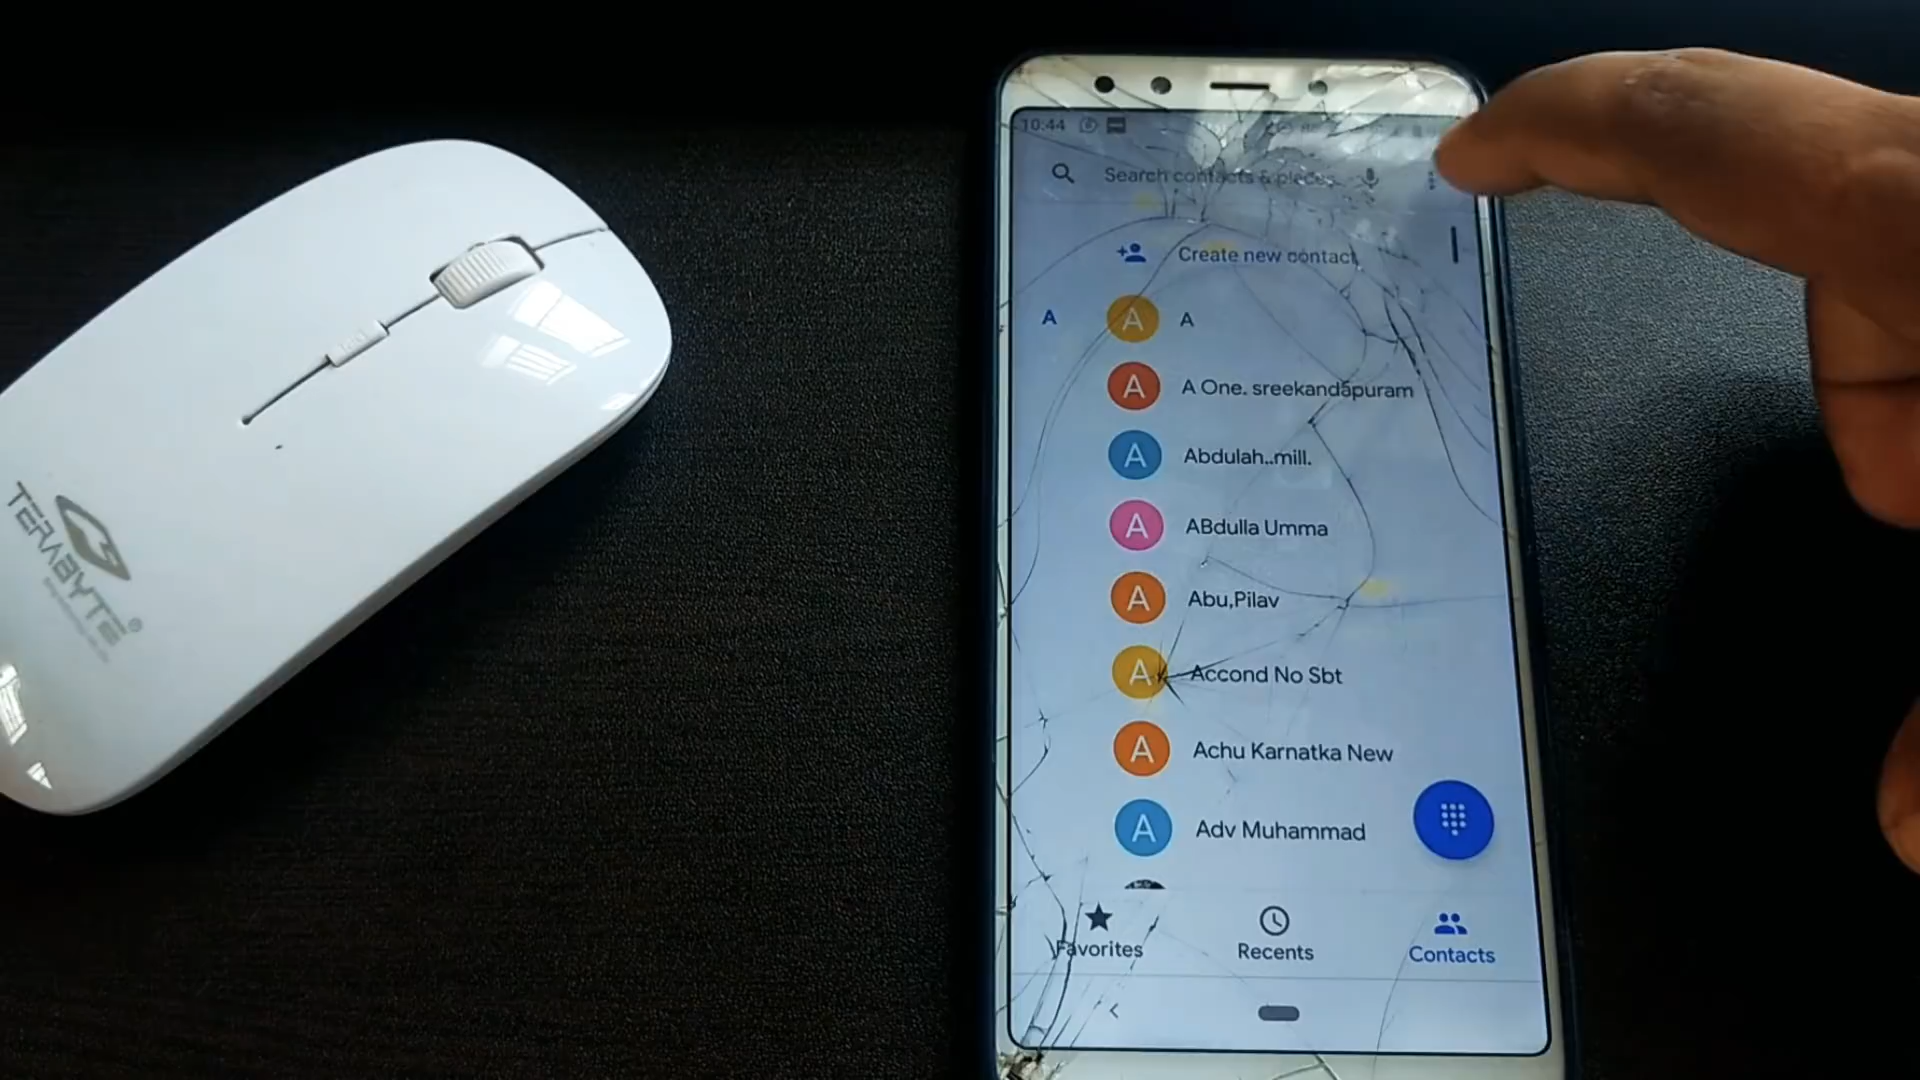 TERABYTE®
10:44
Search contacts & places
Create new contact
A
A
A
A
A One. sreekandapuram
A
Abdulah..mill.
A
ABdulla Umma
A
Abu,Pilav
A
Accond No Sbt
A
Achu Karnatka New
A
Adv Muhammad
Favorites
Recents
Contacts